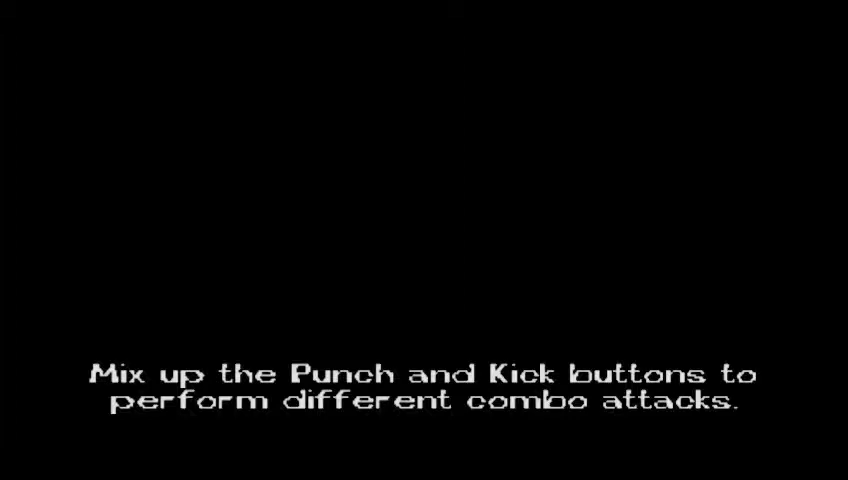 Mix up the Punch and Kick buttons to
perform different combo attacks.